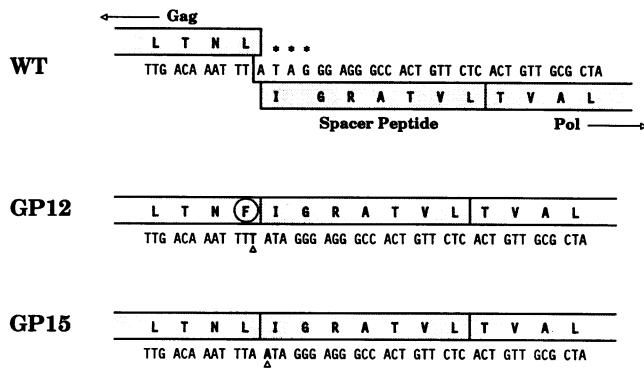 Gag
L T N L * * *
WT TTG ACA AAT TTA TAG GG AGG GCC ACT GTT CTC ACT GTT GCG CTA
I G R A T V L T V A L
Spacer Peptide Pol
GP12 L T N F I G R A T V L T V A L
TTG ACA AAT TTT ATA GGG AGG GCC ACT GTT CTC ACT GTT GCG CTA
GP15 L T N L I G R A T V L T V A L
TTG ACA AAT TTA ATA GGG AGG GCC ACT GTT CTC ACT GTT GCG CTA